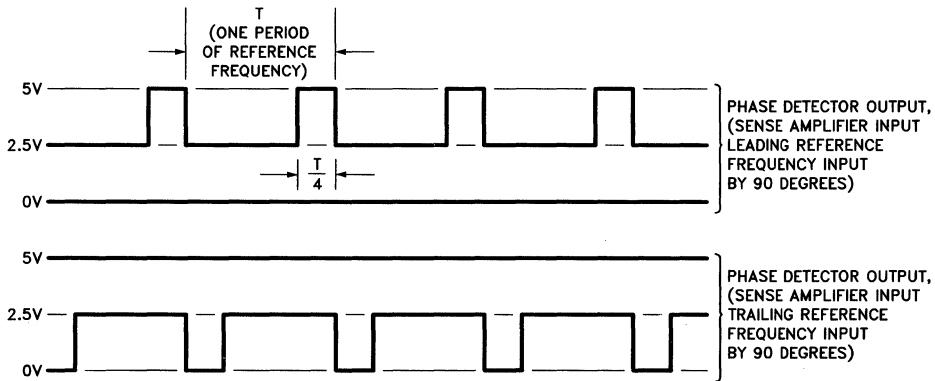 T
(ONE PERIOD
OF REFERENCE
FREQUENCY)
5V
2.5V
0V
T
4
PHASE DETECTOR OUTPUT,
(SENSE AMPLIFIER INPUT
LEADING REFERENCE
FREQUENCY INPUT
BY 90 DEGREES)
5V
2.5V
0V
PHASE DETECTOR OUTPUT,
(SENSE AMPLIFIER INPUT
TRAILING REFERENCE
FREQUENCY INPUT
BY 90 DEGREES)